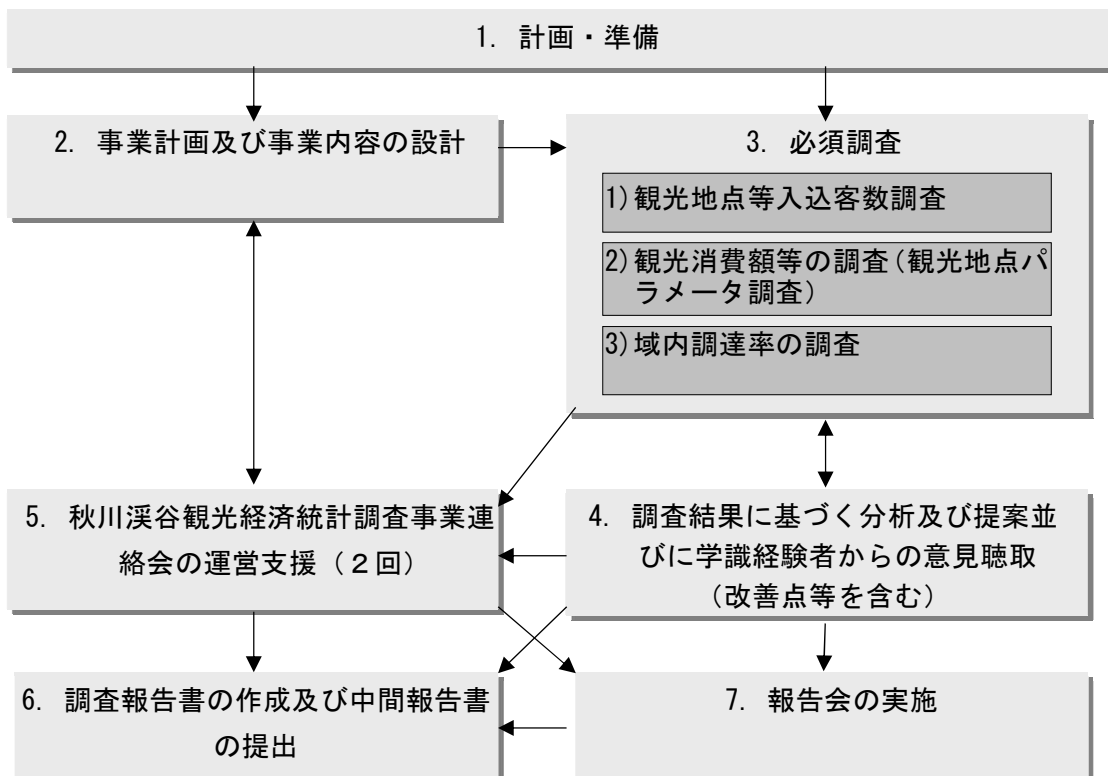 1. 計画・準備
2. 事業計画及び事業内容の設計
3. 必須調査
1)観光地点等入込客数調査
2)観光消費額等の調査(観光地点パ
ラメータ調査)
3)域内調達率の調査
5. 秋川渓谷観光経済統計調査事業連
絡会の運営支援(２回)
4. 調査結果に基づく分析及び提案並
びに学識経験者からの意見聴取
(改善点等を含む)
6. 調査報告書の作成及び中間報告書
の提出
7. 報告会の実施